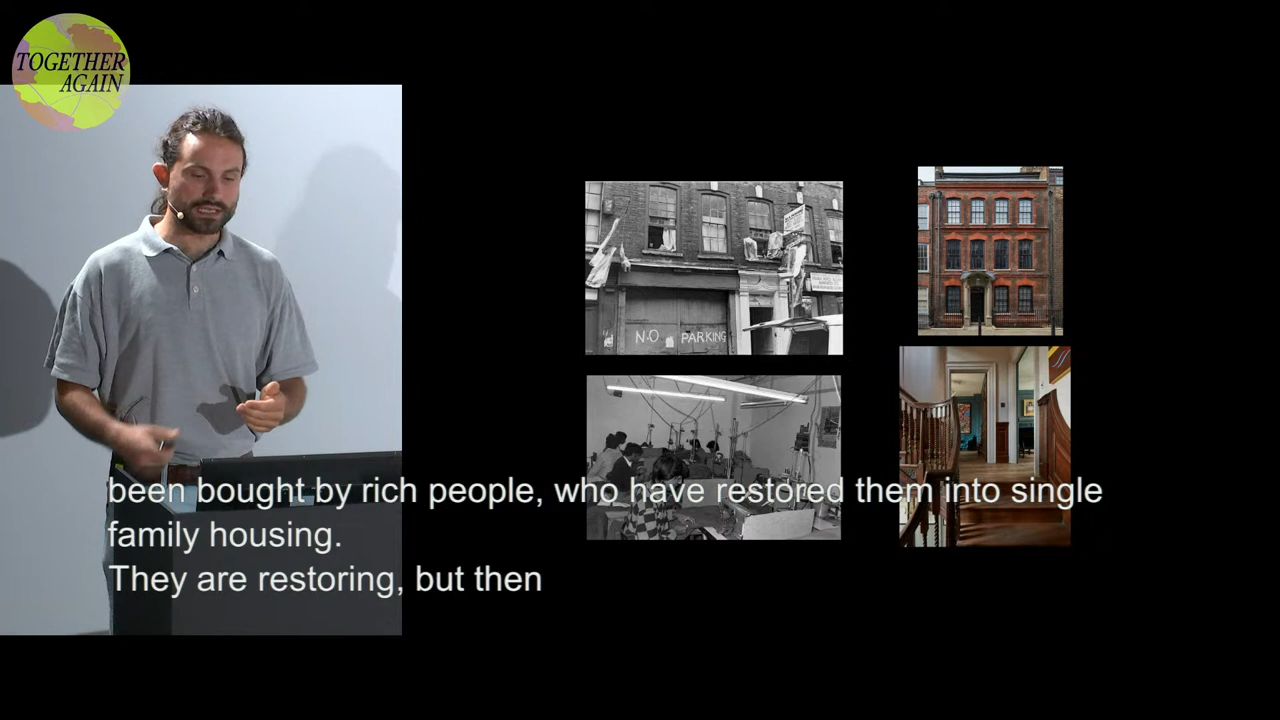 TOGETHER
AGAIN
NO PARKING
been bought by rich people, who have restored them into single
family housing.
They are restoring, but then